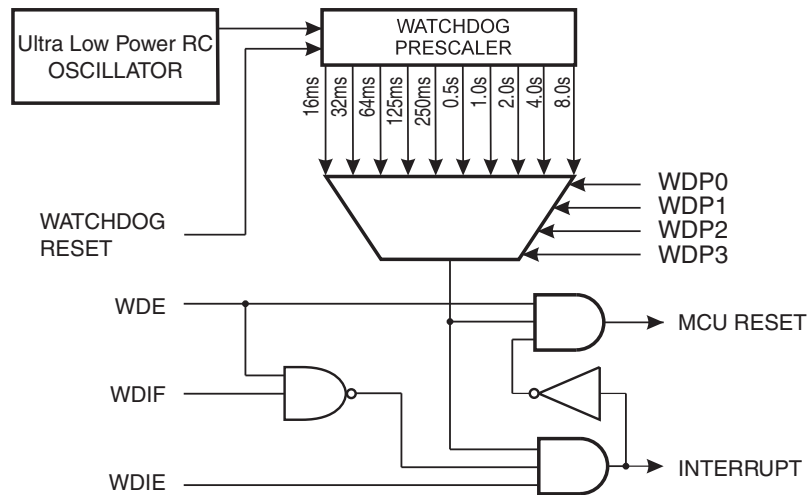 Ultra Low Power RC
OSCILLATOR
WATCHDOG
PRESCALER
16ms
32ms
64ms
125ms
250ms
0.5s
1.0s
2.0s
4.0s
8.0s
WDP0
WDP1
WDP2
WDP3
WATCHDOG
RESET
WDE
MCU RESET
WDIF
WDIE
INTERRUPT